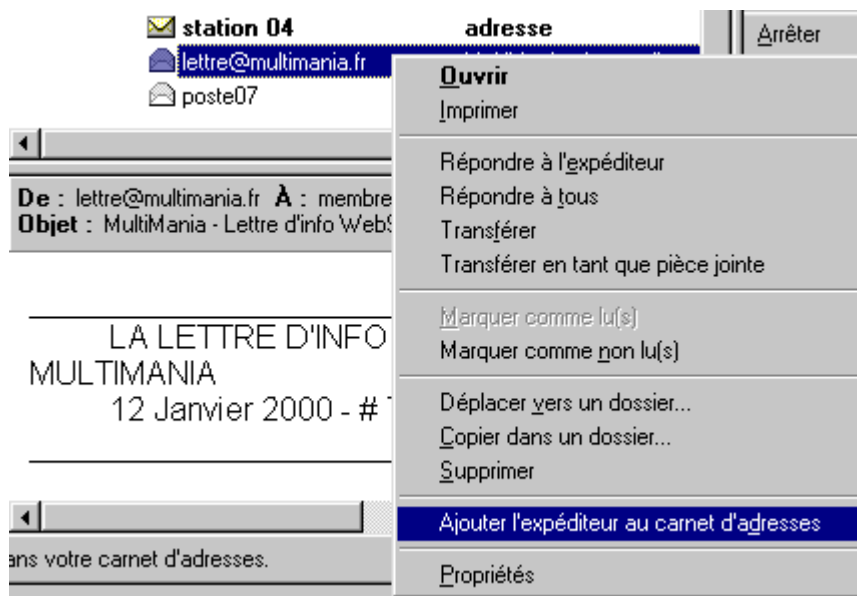 station 04 adresse
Arrêter
lettre@multimania.fr
poste07
De : lettre@multimania.fr À : membre
Objet : MultiMania - Lettre d'info Web
LA LETTRE D'INFO
MULTIMANIA
12 Janvier 2000 - #
ans votre carnet d'adresses.
Ouvrir
Imprimer
Répondre à l'expéditeur
Répondre à tous
Transférer
Transférer en tant que pièce jointe
Marquer comme lu(s)
Marquer comme non lu(s)
Déplacer vers un dossier...
Copier dans un dossier...
Supprimer
Ajouter l'expéditeur au carnet d'adresses
Propriétés